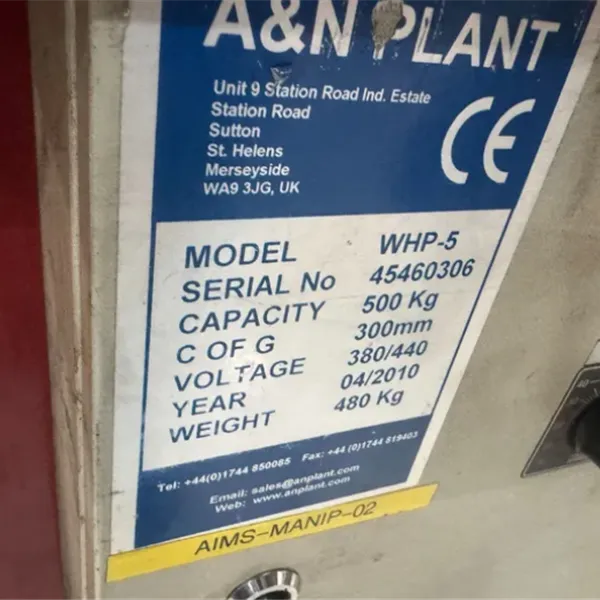 A&N PLANT
Unit 9 Station Road Ind. Estate
Station Road
Sutton
St. Helens
Merseyside
WA9 3JG, UK
CE
MODEL WHP-5
SERIAL No 45460306
CAPACITY 500 Kg
C OF G 300mm
VOLTAGE 380/440
YEAR 04/2010
WEIGHT 480 Kg
Tel: +44(0)1744 850085 Fax: +44 (0)1744 819403
Email: sales@anplant.com
Web: www.anplant.com
AIMS-MANIP-02